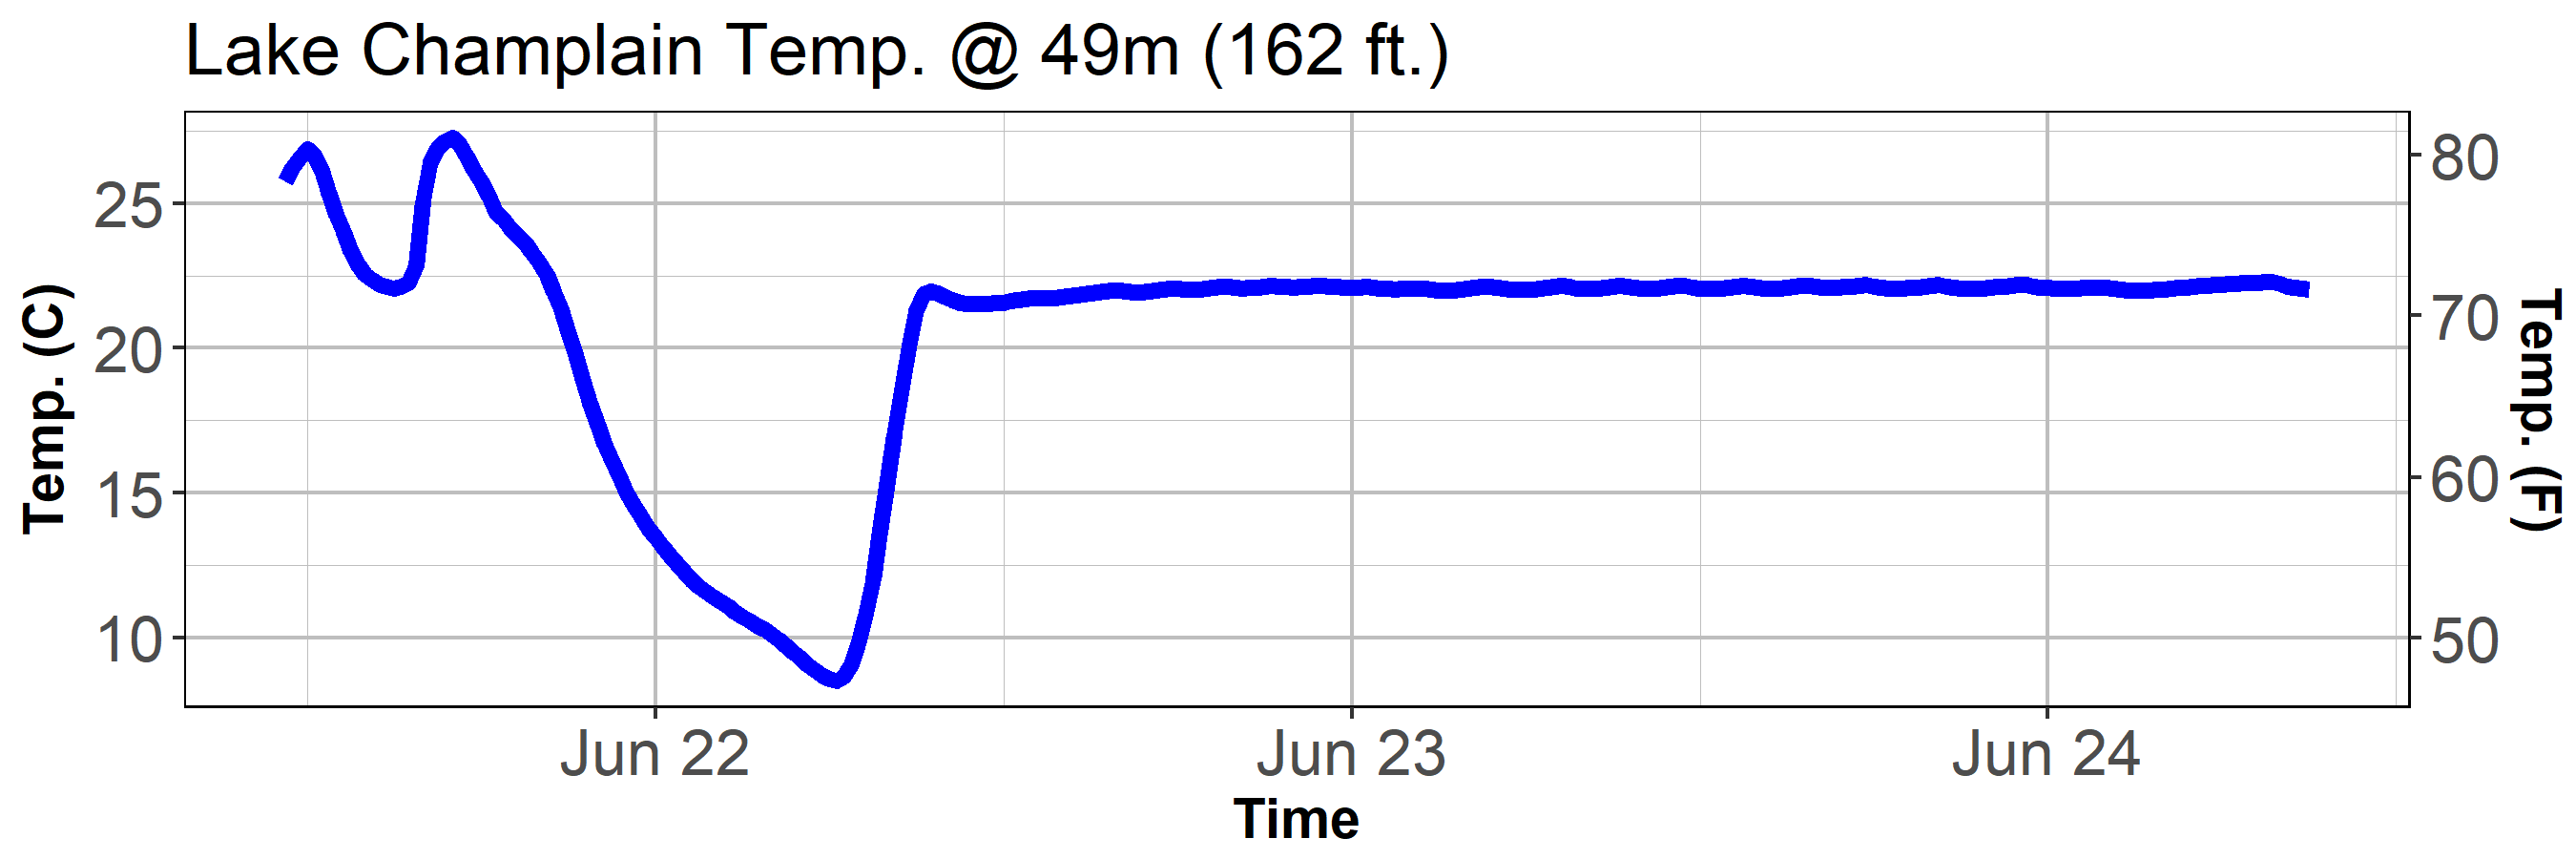 Lake Champlain Temp. @ 49m (162 ft.)
Temp. (C)
25
20
15
10
80
70
60
50
Temp. (F)
Jun 22
Jun 23
Jun 24
Time